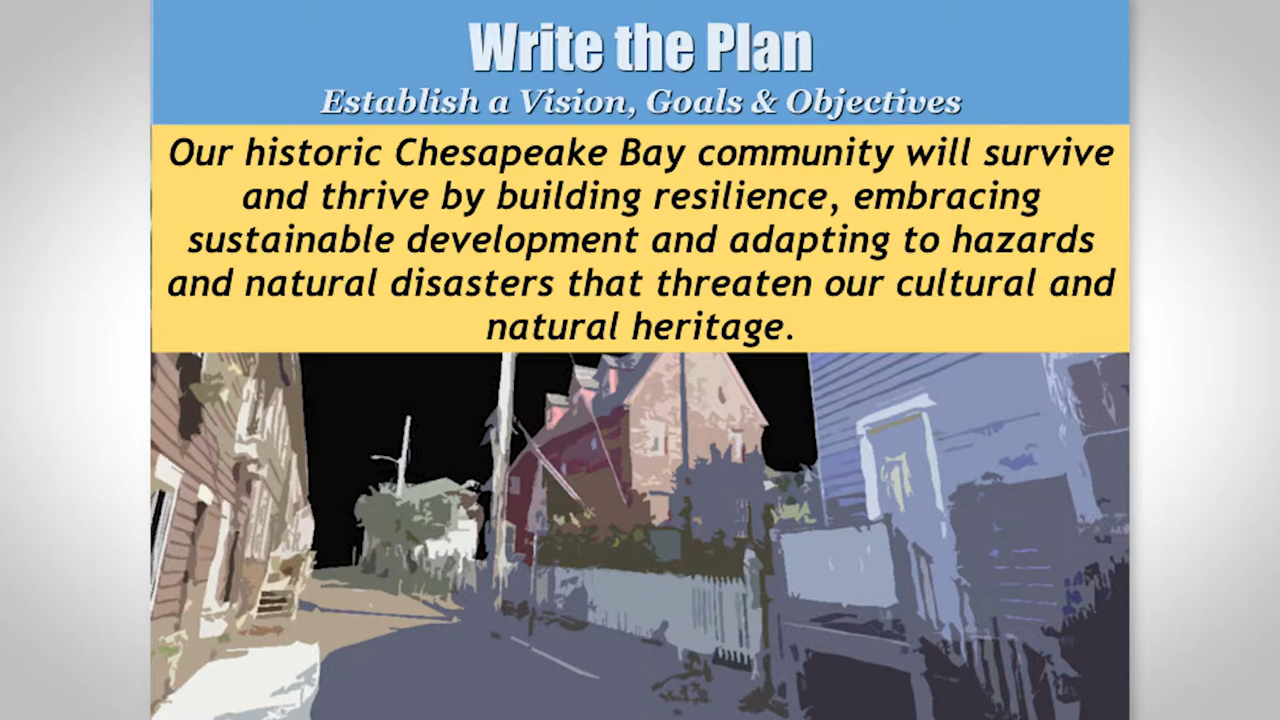 Write the Plan
Establish a Vision, Goals & Objectives
Our historic Chesapeake Bay community will survive
and thrive by building resilience, embracing
sustainable development and adapting to hazards
and natural disasters that threaten our cultural and
natural heritage.